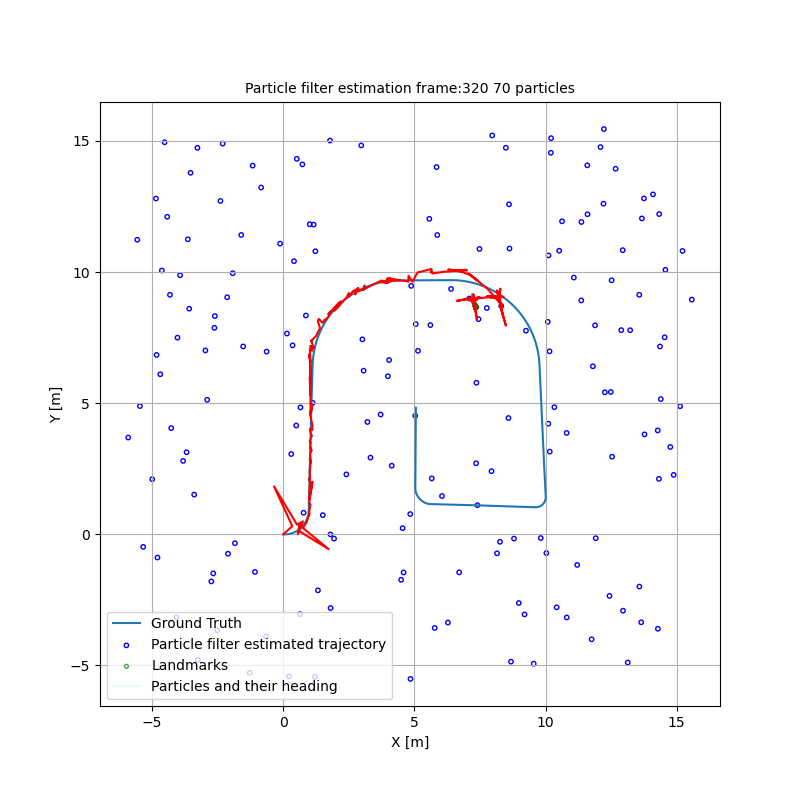 Particle filter estimation frame:320 70 particles
15
10
5
0
−5
Y [m]
Ground Truth
Particle filter estimated trajectory
Landmarks
Particles and their heading
−5
0
5
10
15
X [m]